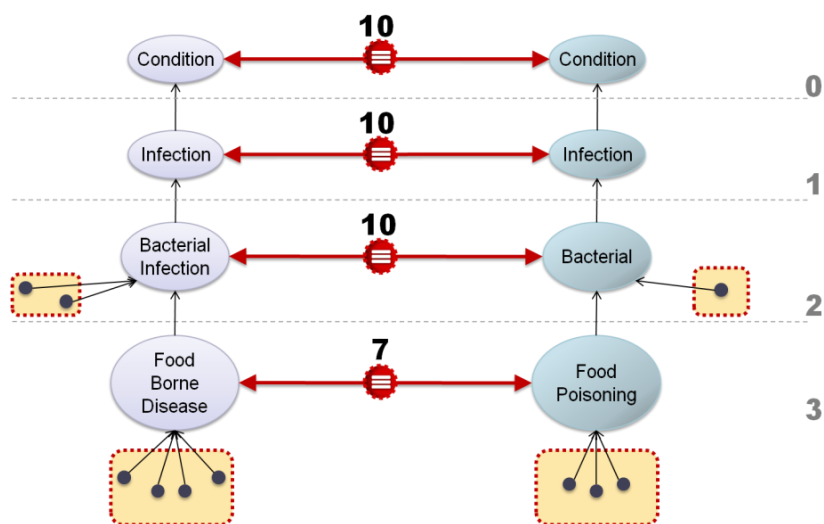 10
Condition
Condition
0
10
Infection
Infection
1
10
Bacterial
Infection
Bacterial
2
7
Food
Borne
Disease
Food
Poisoning
3